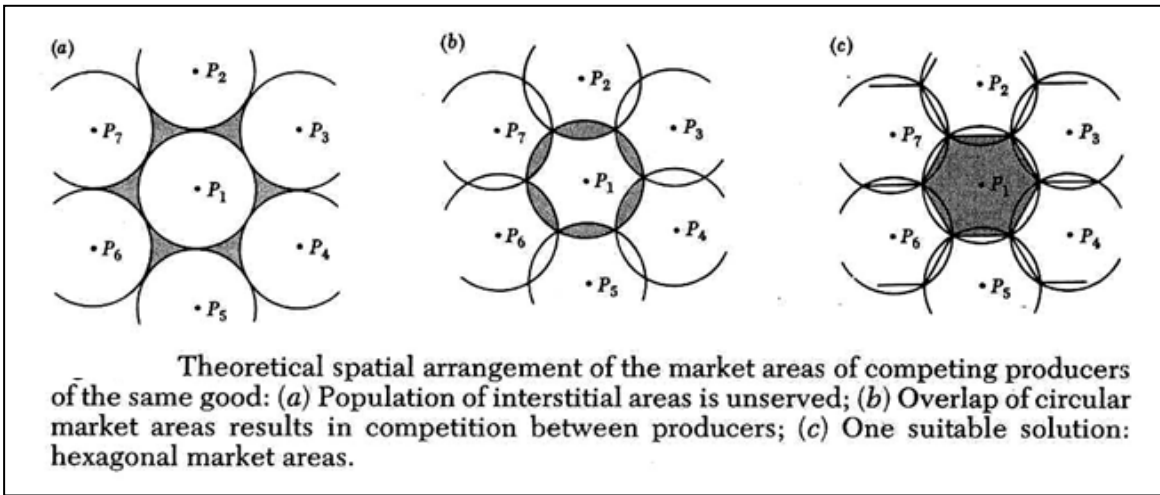 (a)
P2
P7
P3
P1
P6
P4
P5
(b)
P2
P7
P3
P1
P6
P4
P5
(c)
P2
P7
P3
P1
P6
P4
P5
Theoretical spatial arrangement of the market areas of competing producers
of the same good: (a) Population of interstitial areas is unserved; (b) Overlap of circular
market areas results in competition between producers; (c) One suitable solution:
hexagonal market areas.